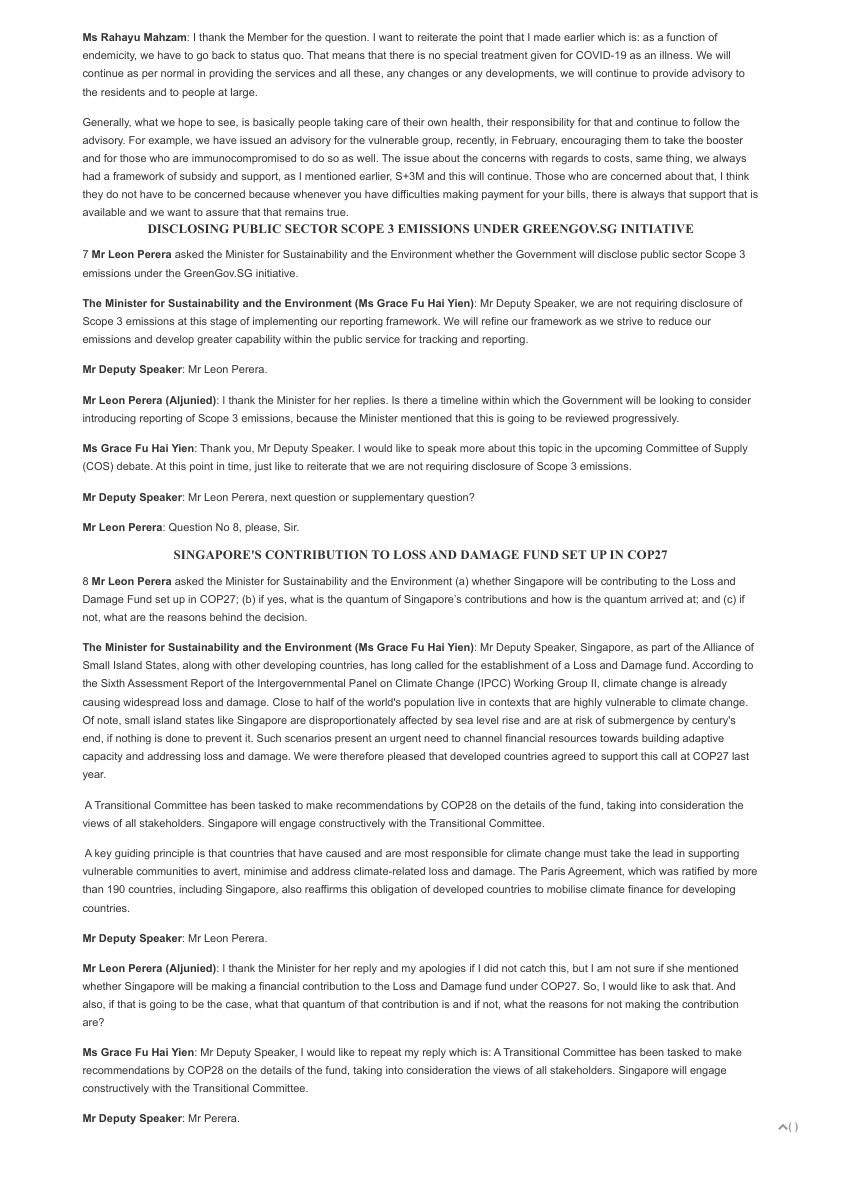 Ms Rahayu Mahzam: I thank the Member for the question. I want to reiterate the point that I made earlier which is: as a function of
endemicity, we have to go back to status quo. That means that there is no special treatment given for COVID-19 as an illness. We will
continue as per normal in providing the services and all these, any changes or any developments, we will continue to provide advisory to
the residents and to people at large.
Generally, what we hope to see, is basically people taking care of their own health, their responsibility for that and continue to follow the
advisory. For example, we have issued an advisory for the vulnerable group, recently, in February, encouraging them to take the booster
and for those who are immunocompromised to do so as well. The issue about the concerns with regards to costs, same thing, we always
had a framework of subsidy and support, as I mentioned earlier, S+3M and this will continue. Those who are concerned about that, I think
they do not have to be concerned because whenever you have difficulties making payment for your bills, there is always that support that is
available and we want to assure that that remains true.
DISCLOSING PUBLIC SECTOR SCOPE 3 EMISSIONS UNDER GREENGOV.SG INITIATIVE
7 Mr Leon Perera asked the Minister for Sustainability and the Environment whether the Government will disclose public sector Scope 3
emissions under the GreenGov.SG initiative.
The Minister for Sustainability and the Environment (Ms Grace Fu Hai Yien): Mr Deputy Speaker, we are not requiring disclosure of
Scope 3 emissions at this stage of implementing our reporting framework. We will refine our framework as we strive to reduce our
emissions and develop greater capability within the public service for tracking and reporting.
Mr Deputy Speaker: Mr Leon Perera.
Mr Leon Perera (Aljunied): I thank the Minister for her replies. Is there a timeline within which the Government will be looking to consider
introducing reporting of Scope 3 emissions, because the Minister mentioned that this is going to be reviewed progressively.
Ms Grace Fu Hai Yien: Thank you, Mr Deputy Speaker. I would like to speak more about this topic in the upcoming Committee of Supply
(COS) debate. At this point in time, just like to reiterate that we are not requiring disclosure of Scope 3 emissions.
Mr Deputy Speaker: Mr Leon Perera, next question or supplementary question?
Mr Leon Perera: Question No 8, please, Sir.
SINGAPORE'S CONTRIBUTION TO LOSS AND DAMAGE FUND SET UP IN COP27
8 Mr Leon Perera asked the Minister for Sustainability and the Environment (a) whether Singapore will be contributing to the Loss and
Damage Fund set up in COP27; (b) if yes, what is the quantum of Singapore’s contributions and how is the quantum arrived at; and (c) if
not, what are the reasons behind the decision.
The Minister for Sustainability and the Environment (Ms Grace Fu Hai Yien): Mr Deputy Speaker, Singapore, as part of the Alliance of
Small Island States, along with other developing countries, has long called for the establishment of a Loss and Damage fund. According to
the Sixth Assessment Report of the Intergovernmental Panel on Climate Change (IPCC) Working Group II, climate change is already
causing widespread loss and damage. Close to half of the world's population live in contexts that are highly vulnerable to climate change.
Of note, small island states like Singapore are disproportionately affected by sea level rise and are at risk of submergence by century's
end, if nothing is done to prevent it. Such scenarios present an urgent need to channel financial resources towards building adaptive
capacity and addressing loss and damage. We were therefore pleased that developed countries agreed to support this call at COP27 last
year.
A Transitional Committee has been tasked to make recommendations by COP28 on the details of the fund, taking into consideration the
views of all stakeholders. Singapore will engage constructively with the Transitional Committee.
A key guiding principle is that countries that have caused and are most responsible for climate change must take the lead in supporting
vulnerable communities to avert, minimise and address climate-related loss and damage. The Paris Agreement, which was ratified by more
than 190 countries, including Singapore, also reaffirms this obligation of developed countries to mobilise climate finance for developing
countries.
Mr Deputy Speaker: Mr Leon Perera.
Mr Leon Perera (Aljunied): I thank the Minister for her reply and my apologies if I did not catch this, but I am not sure if she mentioned
whether Singapore will be making a financial contribution to the Loss and Damage fund under COP27. So, I would like to ask that. And
also, if that is going to be the case, what that quantum of that contribution is and if not, what the reasons for not making the contribution
are?
Ms Grace Fu Hai Yien: Mr Deputy Speaker, I would like to repeat my reply which is: A Transitional Committee has been tasked to make
recommendations by COP28 on the details of the fund, taking into consideration the views of all stakeholders. Singapore will engage
constructively with the Transitional Committee.
Mr Deputy Speaker: Mr Perera.
( )